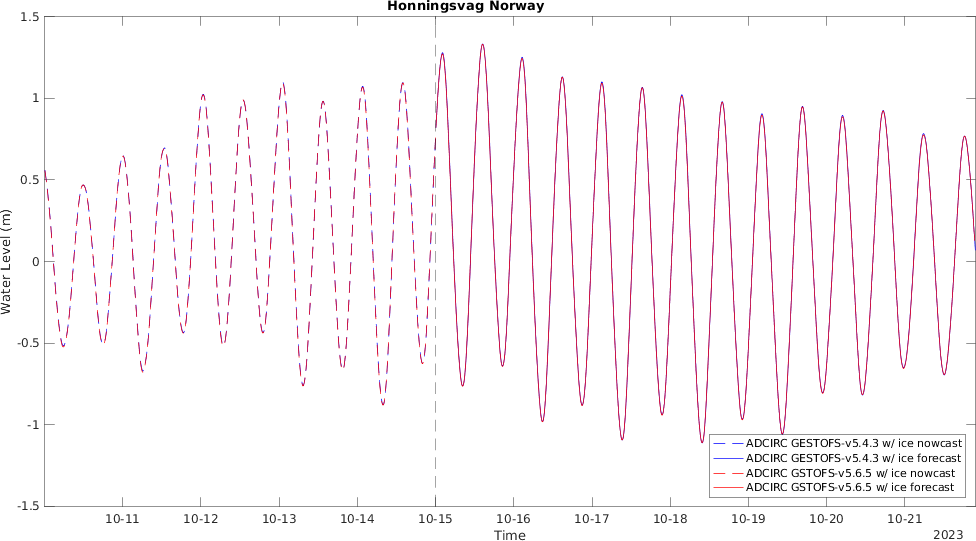 Honningsvag Norway
1.5
1
0.5
0
-0.5
-1
-1.5
Water Level (m)
10-11 10-12 10-13 10-14 10-15 10-16 10-17 10-18 10-19 10-20 10-21
Time
2023
ADCIRC GESTOFS-v5.4.3 w/ ice nowcast
ADCIRC GESTOFS-v5.4.3 w/ ice forecast
ADCIRC GSTOFS-v5.6.5 w/ ice nowcast
ADCIRC GSTOFS-v5.6.5 w/ ice forecast